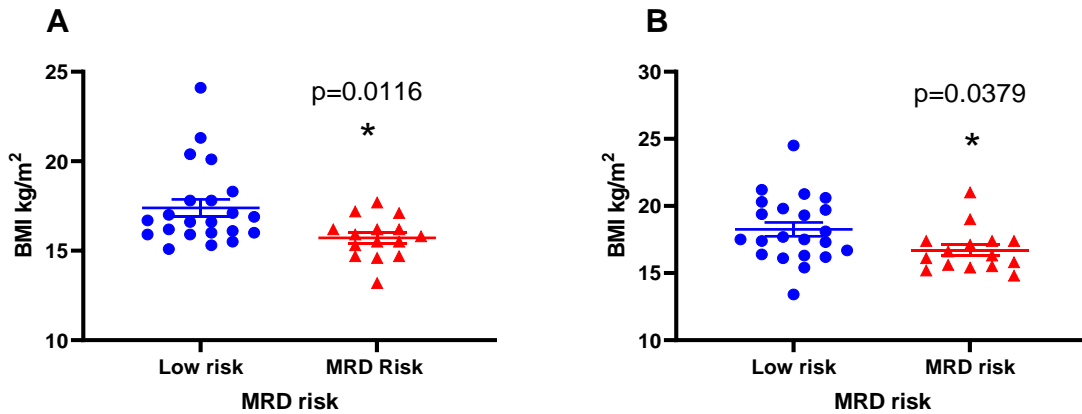 A
25
20
15
10
BMI kg/m²
p=0.0116
*
Low risk
MRD Risk
MRD risk
B
30
25
20
15
10
BMI kg/m²
p=0.0379
*
Low risk
MRD risk
MRD risk